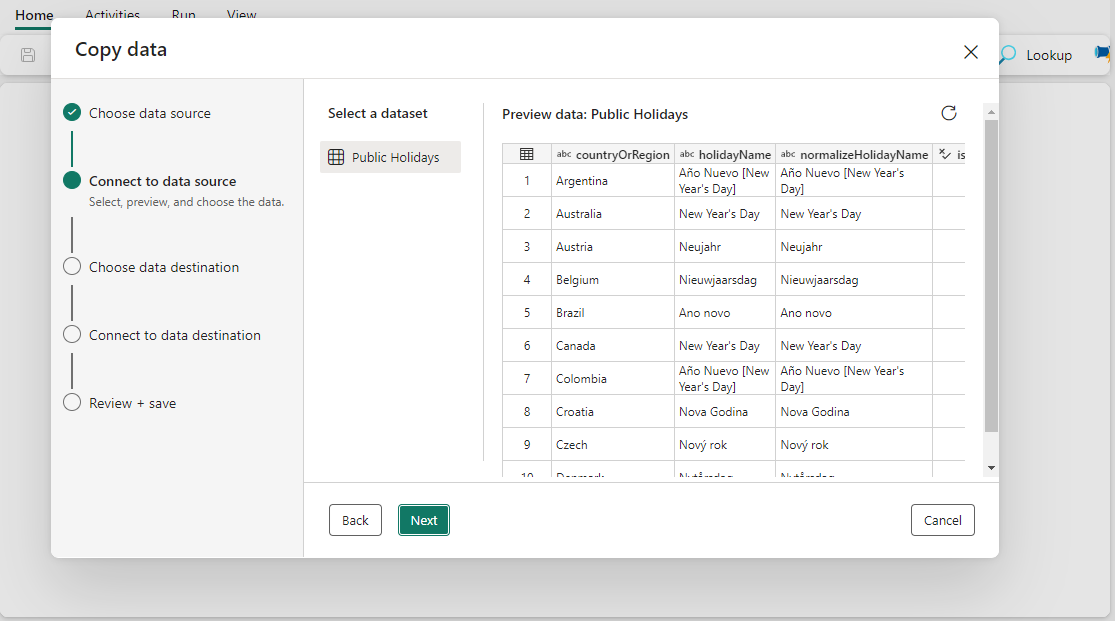 Home Activities Run View
Copy data
Lookup
Choose data source
Connect to data source
Select, preview, and choose the data.
Choose data destination
Connect to data destination
Review + save
Select a dataset
Public Holidays
Preview data: Public Holidays
abc countryOrRegion abc holidayName abc normalizeHolidayName is
1 Argentina Año Nuevo [New Year's Day] Año Nuevo [New Year's Day]
2 Australia New Year's Day New Year's Day
3 Austria Neujahr Neujahr
4 Belgium Nieuwjaarsdag Nieuwjaarsdag
5 Brazil Ano novo Ano novo
6 Canada New Year's Day New Year's Day
7 Colombia Año Nuevo [New Year's Day] Año Nuevo [New Year's Day]
8 Croatia Nova Godina Nova Godina
9 Czech Nový rok Nový rok
10 Denmark Nytårsdag Nytårsdag
Back Next Cancel